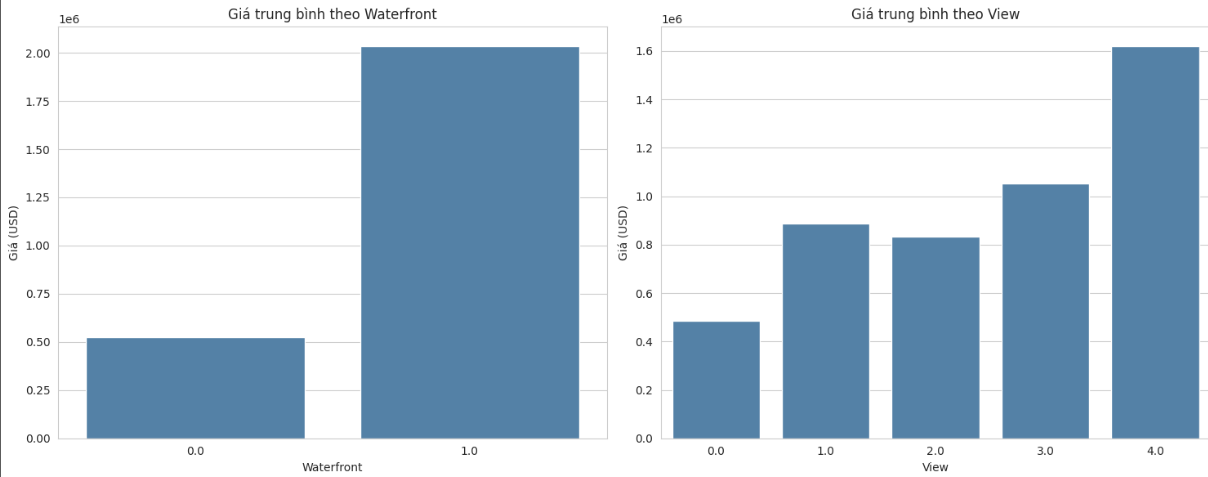 Giá trung bình theo Waterfront
1e6
2.00
1.75
1.50
1.25
1.00
0.75
0.50
0.25
0.00
Giá (USD)
0.0 1.0
Waterfront
Giá trung bình theo View
1e6
1.6
1.4
1.2
1.0
0.8
0.6
0.4
0.2
0.0
Giá (USD)
0.0 1.0 2.0 3.0 4.0
View